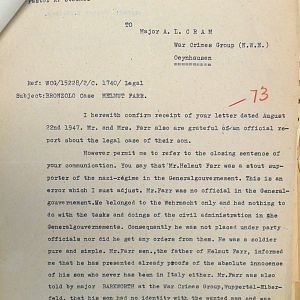 TO
Major A. L. CRAM
War Crimes Group (N.W.N.)
Oeynhausen
Ref: WCG/15228/2/C. 1740/ Legal
Subject:BRONZOLO Case HELMUT FARR.
73
I herewith confirm receipt of your letter dated August
22nd 1947. Mr. and Mrs. Farr also are grateful an official re
port about the legal case of their son.
However permit me to refer to the closing sentence of
your communication. You say that Mr.Helmut Farr was a stout sup-
porter of the nazi-régime in the Generalgouvernement. This is an
error which I must adjust. Mr.Farr was no official in the General-
gouvernement.He belonged to the Wehrmacht only and had nothing to
do with the tasks and doings of the civil administration in the
Generalgouvernements. Consequently he was not placed under party
officials nor did he get any orders from them. He was a soldier
pure and simple. Mr.Farr sen.,the father of Helmut Farr, informed
me that he has presented already proofs of the absolute innocense
of his son who never has been in Italy either. Mr.Farr was also
told by major BARKWORTH at the War Crimes Group,Wuppertal-Elber-
feld, that his son had no identity with the wanted man and was